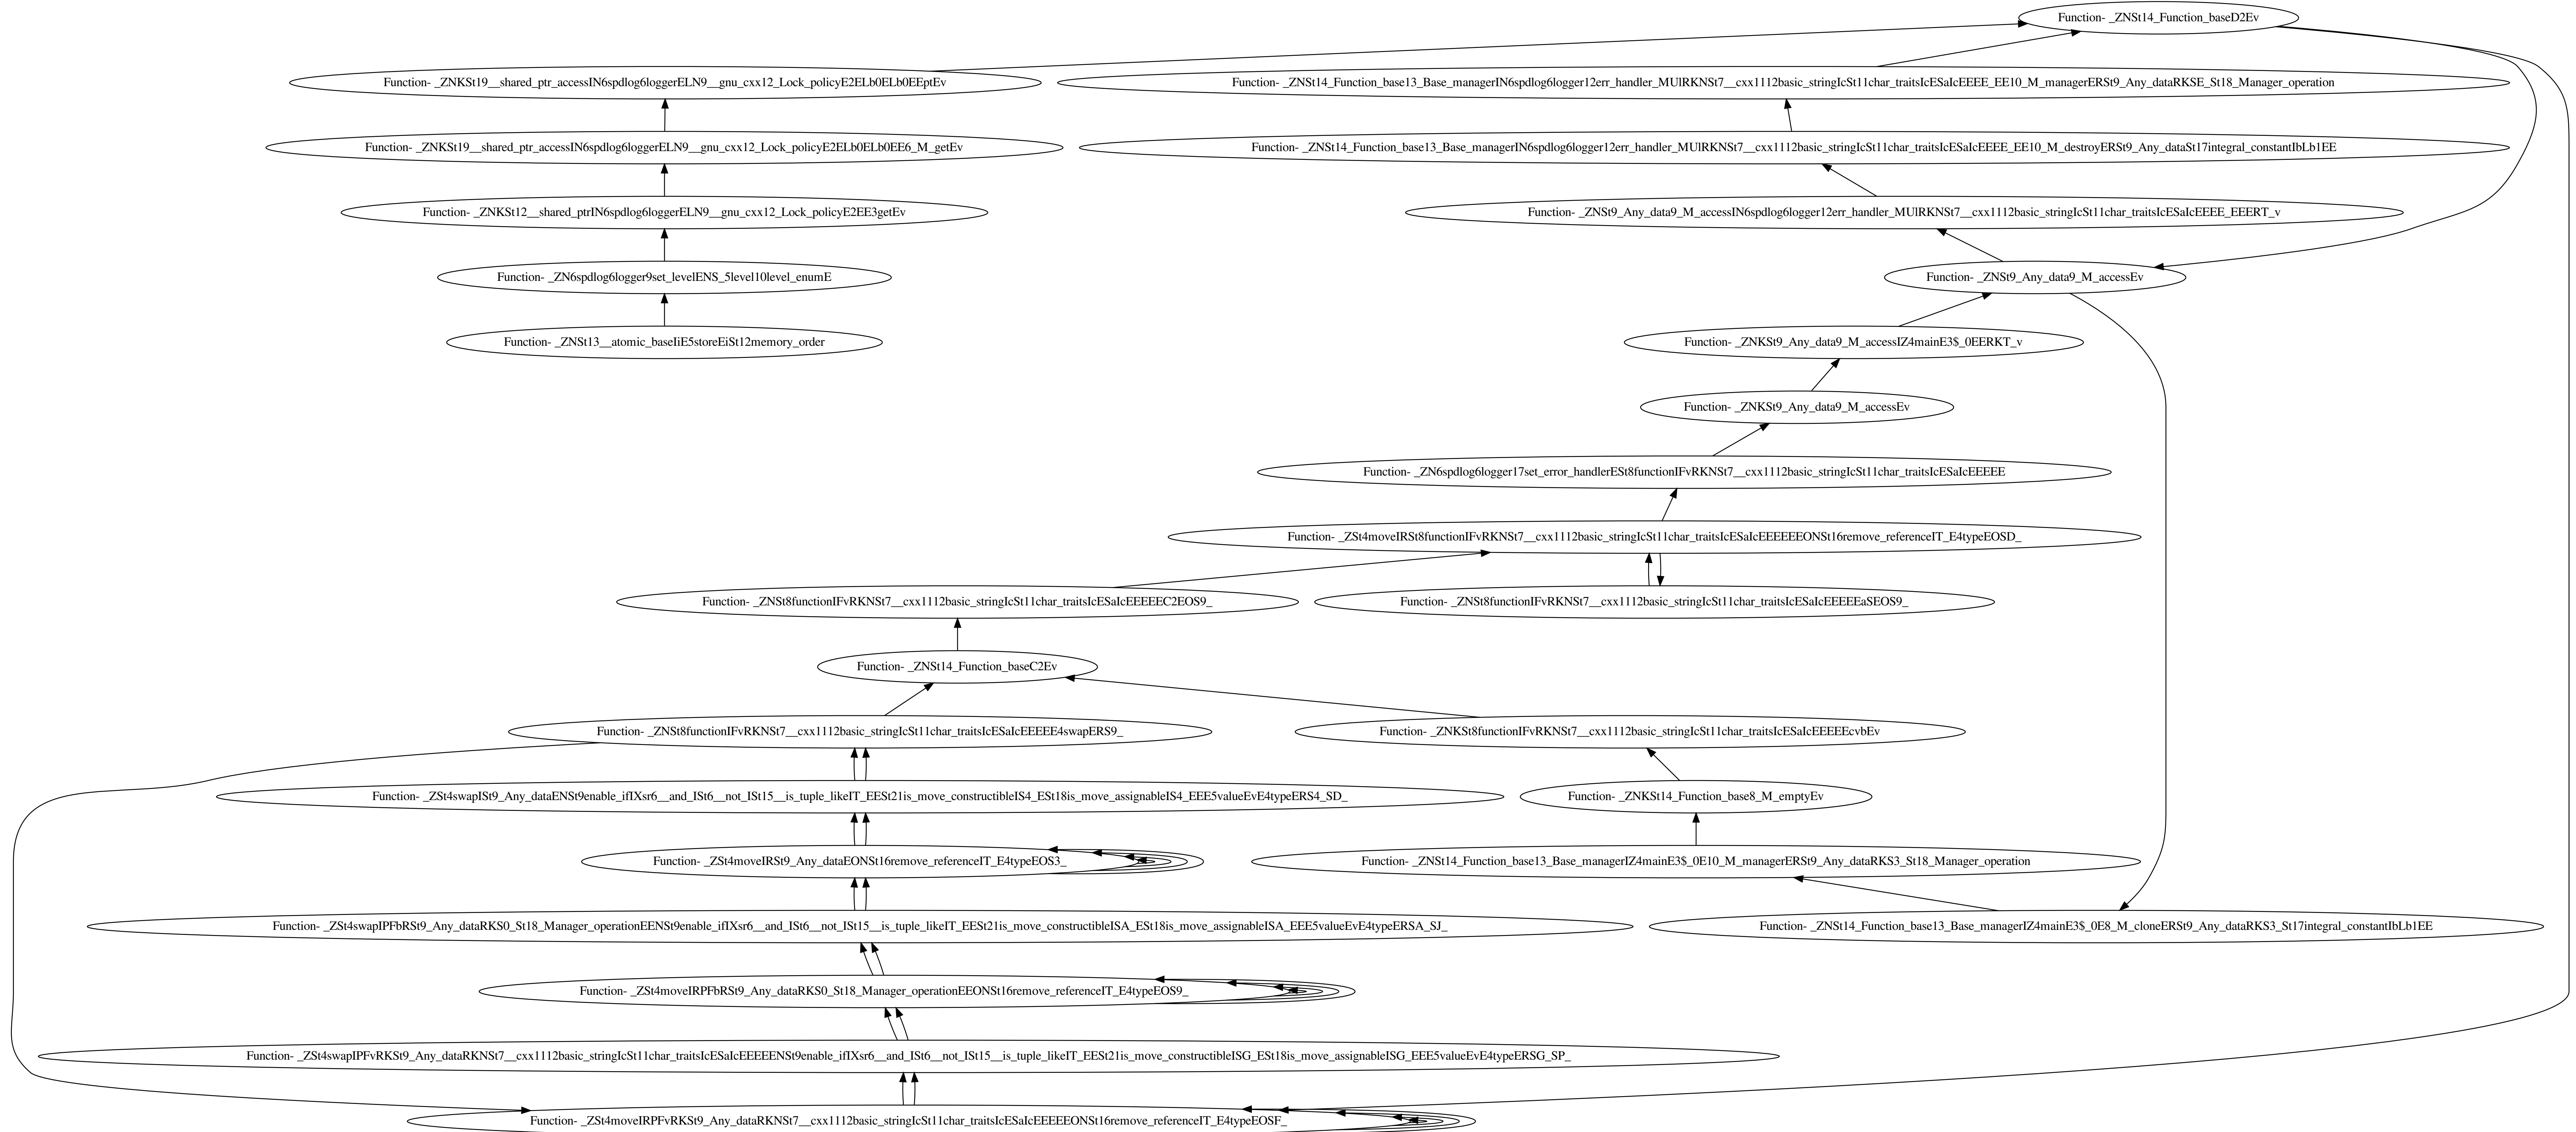 Function- _ZNSt14_Function_baseD2Ev
Function- _ZNKSt19__shared_ptr_accessIN6spdlog6loggerELN9__gnu_cxx12_Lock_policyE2ELb0ELb0EEptEv
Function- _ZNSt14_Function_base13_Base_managerIN6spdlog6logger12err_handler_MUlRKNSt7__cxx1112basic_stringIcSt11char_traitsIcESaIcEEEE_EE10_M_managerERSt9_Any_dataRKSE_St18_Manager_operation
Function- _ZNKSt19__shared_ptr_accessIN6spdlog6loggerELN9__gnu_cxx12_Lock_policyE2ELb0ELb0EE6_M_getEv
Function- _ZNSt14_Function_base13_Base_managerIN6spdlog6logger12err_handler_MUlRKNSt7__cxx1112basic_stringIcSt11char_traitsIcESaIcEEEE_EE10_M_destroyERSt9_Any_dataSt17integral_constantIbLb1EE
Function- _ZNKSt12__shared_ptrIN6spdlog6loggerELN9__gnu_cxx12_Lock_policyE2EE3getEv
Function- _ZNSt9_Any_data9_M_accessIN6spdlog6logger12err_handler_MUlRKNSt7__cxx1112basic_stringIcSt11char_traitsIcESaIcEEEE_EEERT_v
Function- _ZN6spdlog6logger9set_levelENS_5level10level_enumE
Function- _ZNSt9_Any_data9_M_accessEv
Function- _ZNSt13__atomic_baseIiE5storeEiSt12memory_order
Function- _ZNKSt9_Any_data9_M_accessIZ4mainE3$_0EERKT_v
Function- _ZNKSt9_Any_data9_M_accessEv
Function- _ZN6spdlog6logger17set_error_handlerESt8functionIFvRKNSt7__cxx1112basic_stringIcSt11char_traitsIcESaIcEEEEE
Function- _ZSt4moveIRSt8functionIFvRKNSt7__cxx1112basic_stringIcSt11char_traitsIcESaIcEEEEEEONSt16remove_referenceIT_E4typeEOSD_
Function- _ZNSt8functionIFvRKNSt7__cxx1112basic_stringIcSt11char_traitsIcESaIcEEEEEC2EOS9_
Function- _ZNSt8functionIFvRKNSt7__cxx1112basic_stringIcSt11char_traitsIcESaIcEEEEEaSEOS9_
Function- _ZNSt14_Function_baseC2Ev
Function- _ZNSt8functionIFvRKNSt7__cxx1112basic_stringIcSt11char_traitsIcESaIcEEEEE4swapERS9_
Function- _ZNKSt8functionIFvRKNSt7__cxx1112basic_stringIcSt11char_traitsIcESaIcEEEEEcvbEv
Function- _ZSt4swapISt9_Any_dataENSt9enable_ifIXsr6__and_ISt6__not_ISt15__is_tuple_likeIT_EESt21is_move_constructibleIS4_ESt18is_move_assignableIS4_EEE5valueEvE4typeERS4_SD_
Function- _ZNKSt14_Function_base8_M_emptyEv
Function- _ZSt4moveIRSt9_Any_dataEONSt16remove_referenceIT_E4typeEOS3_
Function- _ZNSt14_Function_base13_Base_managerIZ4mainE3$_0E10_M_managerERSt9_Any_dataRKS3_St18_Manager_operation
Function- _ZSt4swapIPFbRSt9_Any_dataRKS0_St18_Manager_operationEENSt9enable_ifIXsr6__and_ISt6__not_ISt15__is_tuple_likeIT_EESt21is_move_constructibleISA_ESt18is_move_assignableISA_EEE5valueEvE4typeERSA_SJ_
Function- _ZNSt14_Function_base13_Base_managerIZ4mainE3$_0E8_M_cloneERSt9_Any_dataRKS3_St17integral_constantIbLb1EE
Function- _ZSt4moveIRPFbRSt9_Any_dataRKS0_St18_Manager_operationEEONSt16remove_referenceIT_E4typeEOS9_
Function- _ZSt4swapIPFvRKSt9_Any_dataRKNSt7__cxx1112basic_stringIcSt11char_traitsIcESaIcEEEEENSt9enable_ifIXsr6__and_ISt6__not_ISt15__is_tuple_likeIT_EESt21is_move_constructibleISG_ESt18is_move_assignableISG_EEE5valueEvE4typeERSG_SP_
Function- _ZSt4moveIRPFvRKSt9_Any_dataRKNSt7__cxx1112basic_stringIcSt11char_traitsIcESaIcEEEEEONSt16remove_referenceIT_E4typeEOSF_